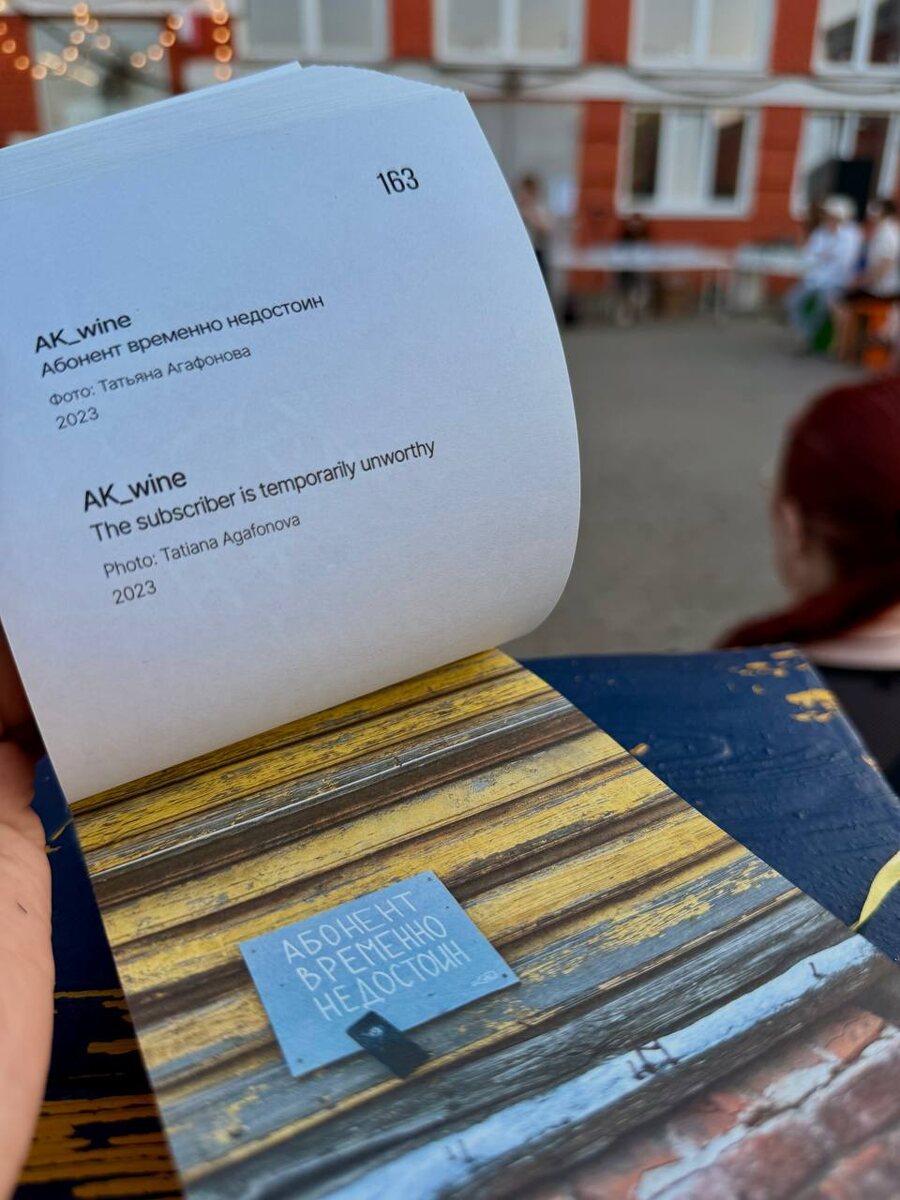 163
AK_wine
Абонент временно недостоин
Фото: Татьяна Агафонова
2023
AK_wine
The subscriber is temporarily unworthy
Photo: Tatiana Agafonova
2023
АБОНЕНТ
ВРЕМЕННО
НЕДОСТОИН